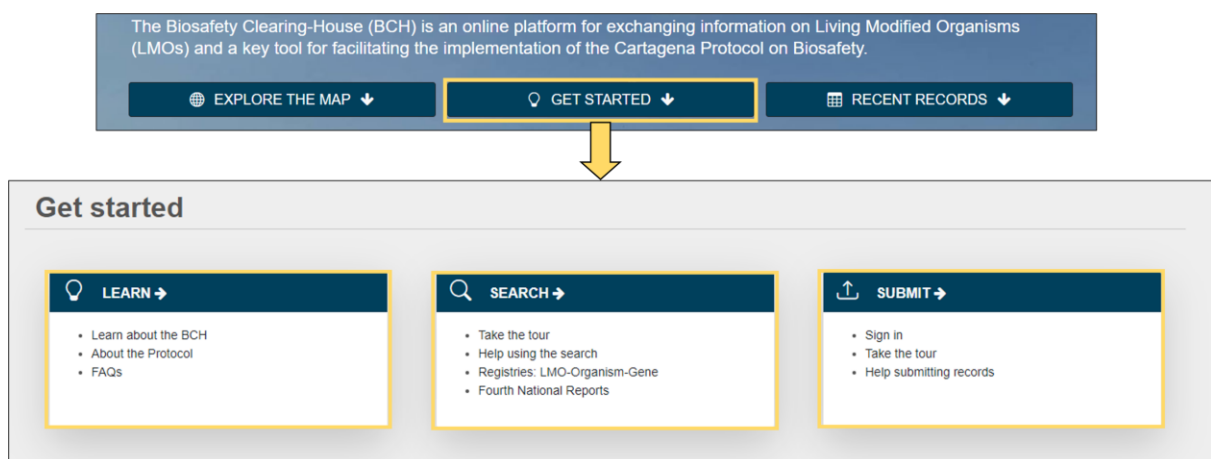 The Biosafety Clearing-House (BCH) is an online platform for exchanging information on Living Modified Organisms
(LMOs) and a key tool for facilitating the implementation of the Cartagena Protocol on Biosafety.
EXPLORE THE MAP
GET STARTED
RECENT RECORDS
Get started
LEARN
Learn about the BCH
About the Protocol
FAQs
SEARCH
Take the tour
Help using the search
Registries: LMO-Organism-Gene
Fourth National Reports
SUBMIT
Sign in
Take the tour
Help submitting records